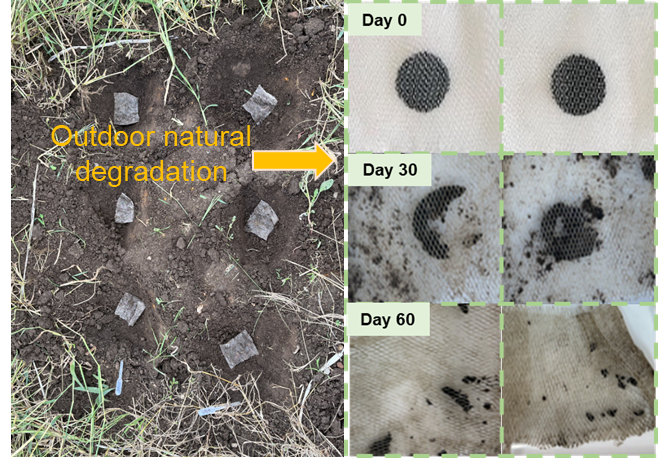 Outdoor natural
degradation
Day 0
Day 30
Day 60